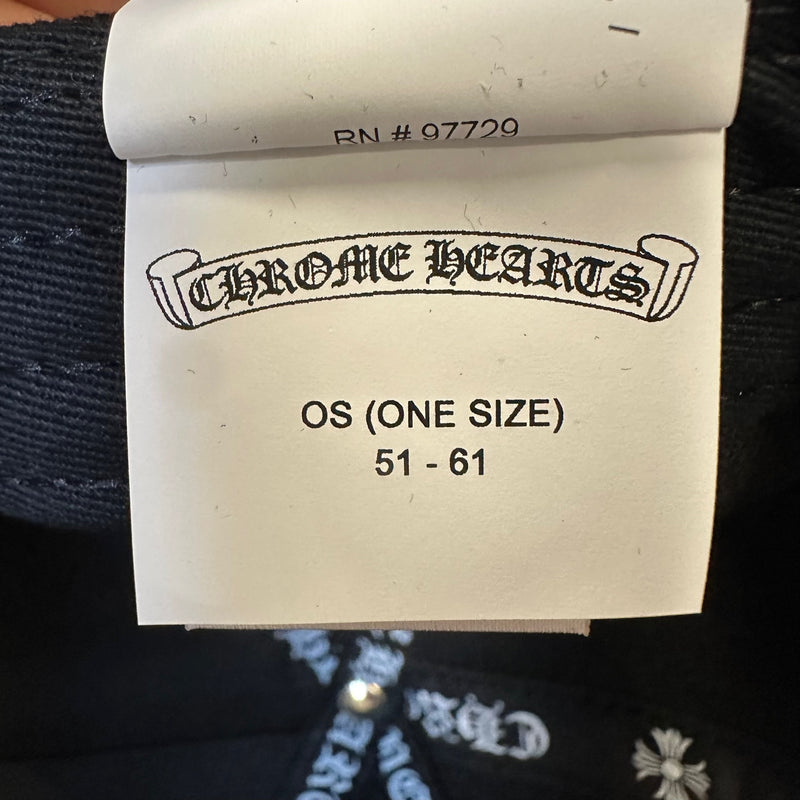 RN # 97729
CHROME HEARTS
OS (ONE SIZE)
51 - 61